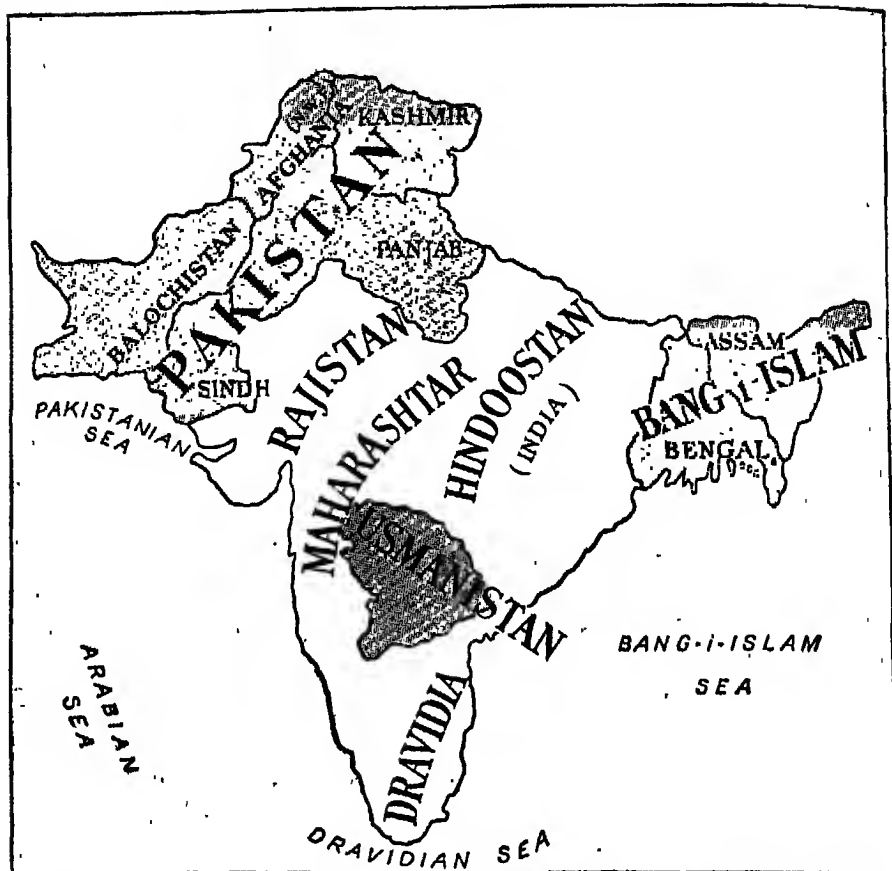 KASHMIR
AFGHANIA
PAKISTAN
PANJAB
BALOCHISTAN
SINDH
PAKISTANIAN
SEA
RAJISTAN
MAHARASHTAR
HINDOOSTAN
(INDIA)
ASSAM
BANG-i-ISLAM
BENGAL
USMANISTAN
BANG-i-ISLAM
SEA
ARABIAN
SEA
DRAVIDIA
DRAVIDIAN SEA